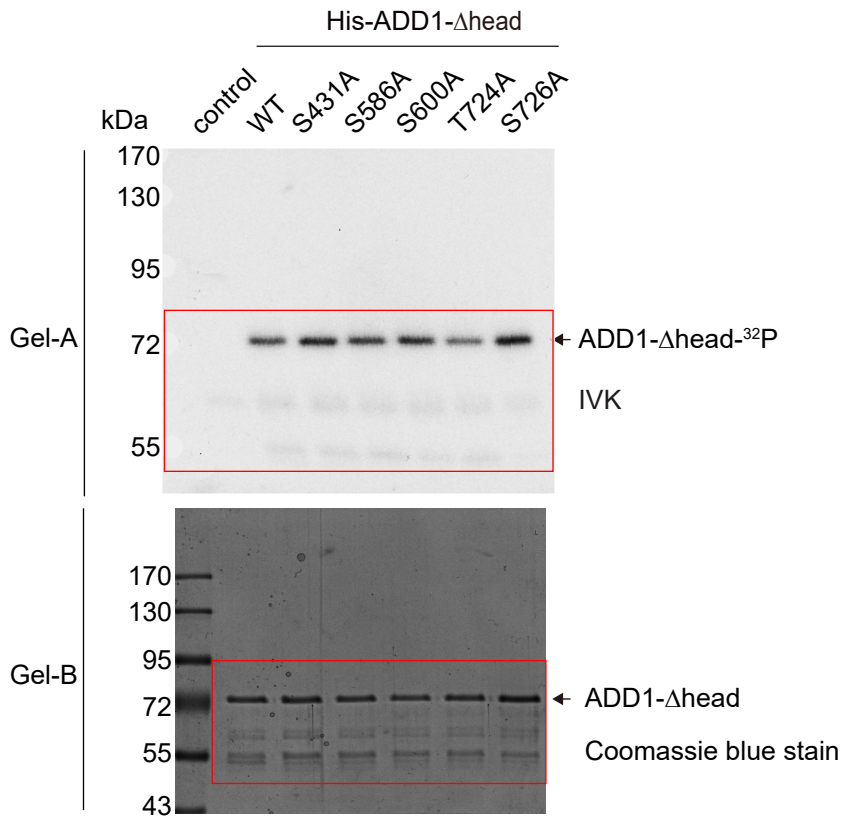 His-ADD1-Δhead
control WT S431A S586A S600A T724A S726A
kDa
170
130
95
Gel-A 72 ADD1-Δhead-³²P
IVK
55
170
130
95
Gel-B
72 ADD1-Δhead
55 Coomassie blue stain
43